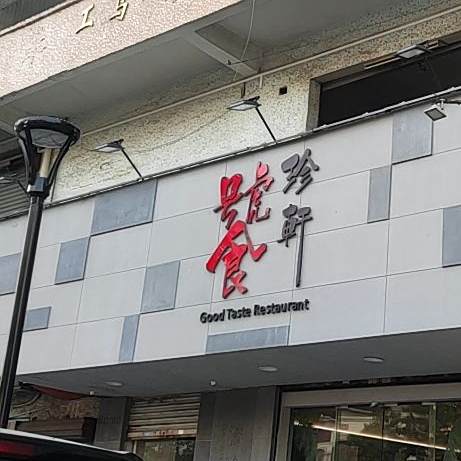 饕珍軒
Good Taste Restaurant